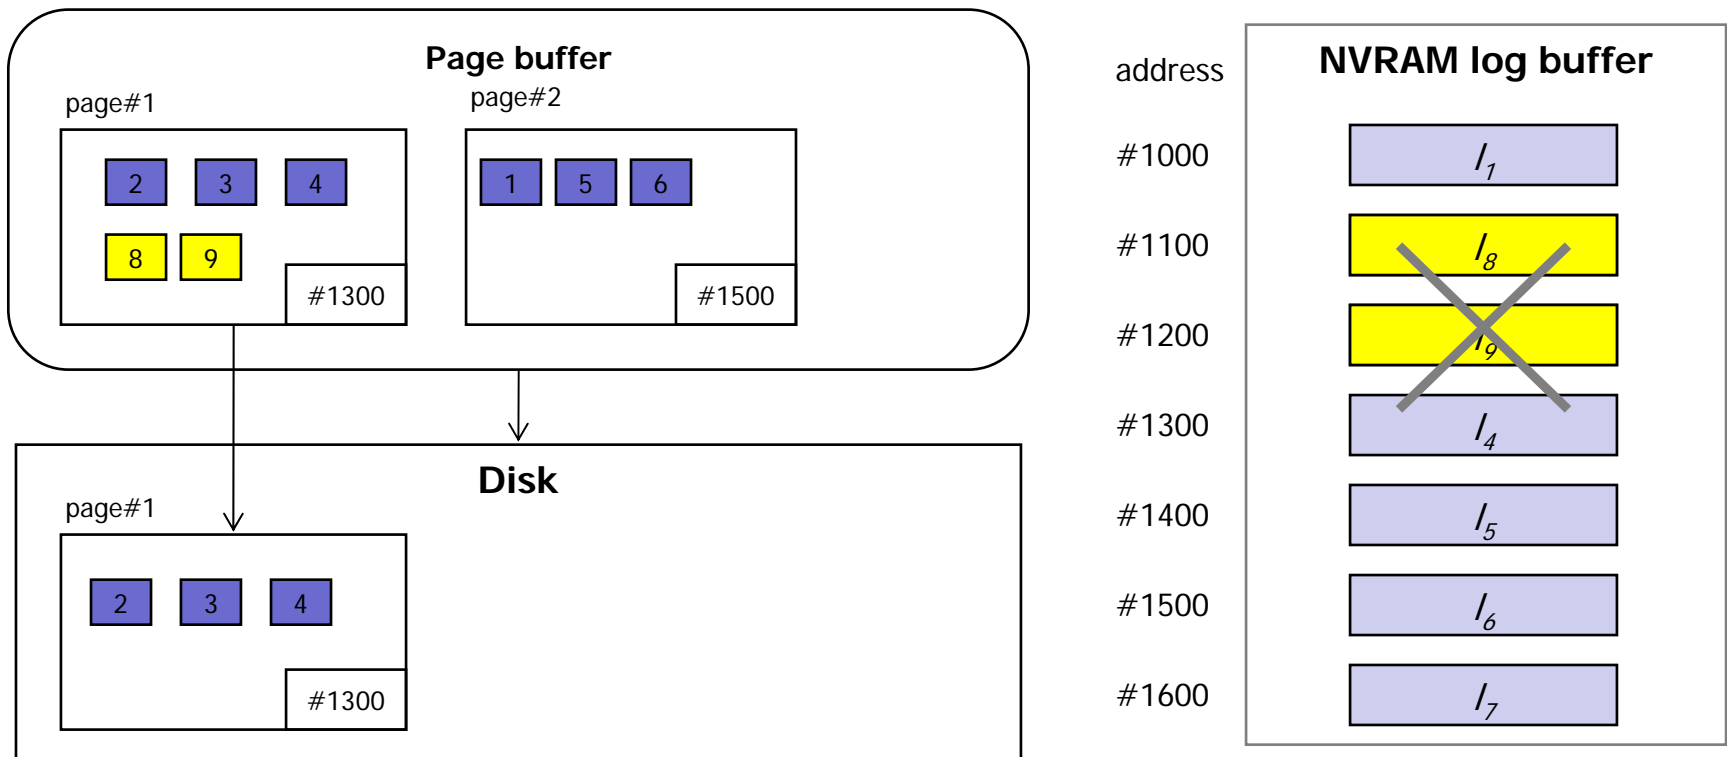 Page buffer
page#1
page#2
2 3 4
8 9
#1300
1 5 6
#1500
Disk
page#1
2 3 4
#1300
address
NVRAM log buffer
#1000 l1
#1100 l8
#1200 l9
#1300 l4
#1400 l5
#1500 l6
#1600 l7